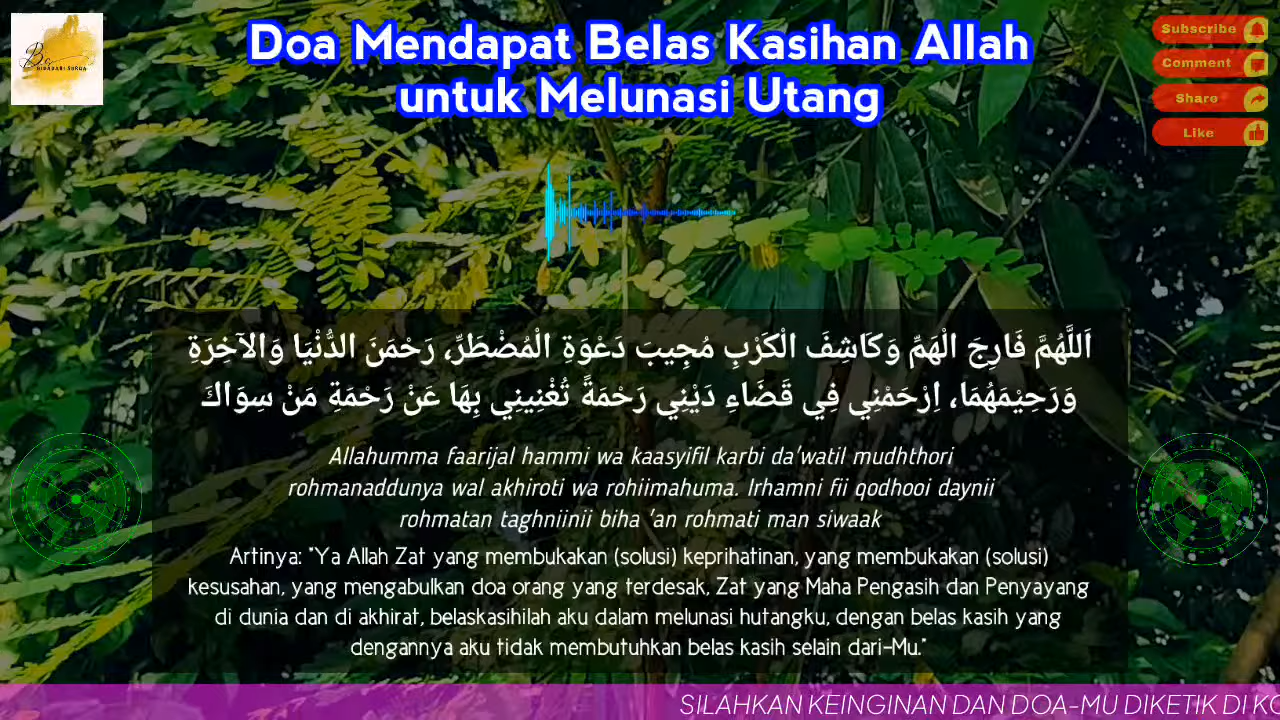 Doa Mendapat Belas Kasihan Allah
untuk Melunasi Utang
Subscribe
Comment
Share
Like
اَللَّهُمَّ فَارِجَ الْهَمِّ وَكَاشِفَ الْكَرْبِ مُجِيبَ دَعْوَةِ الْمُضْطَرِّ، رَحْمَنَ الدُّنْيَا وَالآخِرَةِ
وَرَحِيْمَهُمَا، اِرْحَمْنِي فِي قَضَاءِ دَيْنِي رَحْمَةً تُغْنِينِي بِهَا عَنْ رَحْمَةِ مَنْ سِوَاكَ
Allahumma faarijal hammi wa kaasyifil karbi da'watil mudhthori
rohmanaddunya wal akhiroti wa rohiimahuma. Irhamni fii qodhooi daynii
rohmatan taghniinii biha 'an rohmati man siwaak
Artinya: "Ya Allah Zat yang membukakan (solusi) keprihatinan, yang membukakan (solusi)
kesusahan, yang mengabulkan doa orang yang terdesak, Zat yang Maha Pengasih dan Penyayang
di dunia dan di akhirat, belaskasihilah aku dalam melunasi hutangku, dengan belas kasih yang
dengannya aku tidak membutuhkan belas kasih selain dari-Mu."
SILAHKAN KEINGINAN DAN DOA-MU DIKETIK DI